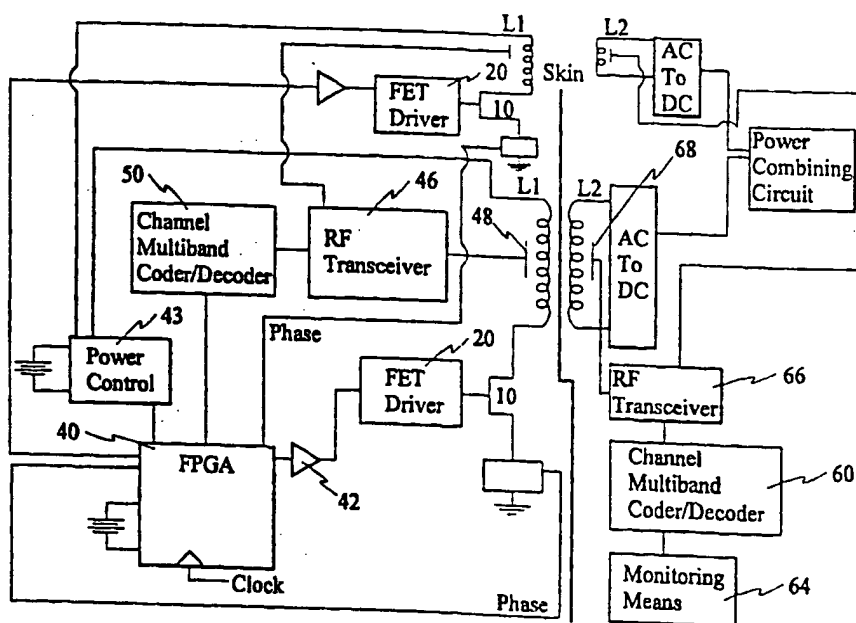 L1
L2
20
Skin
AC
To
DC
FET
Driver
10
Power
Combining
Circuit
68
50
46
L1
L2
Channel
Multiband
Coder/Decoder
RF
Transceiver
48
AC
To
DC
Phase
43
20
Power
Control
FET
Driver
10
RF
Transceiver
66
40
FPGA
42
Channel
Multiband
Coder/Decoder
60
Clock
Phase
Monitoring
Means
64